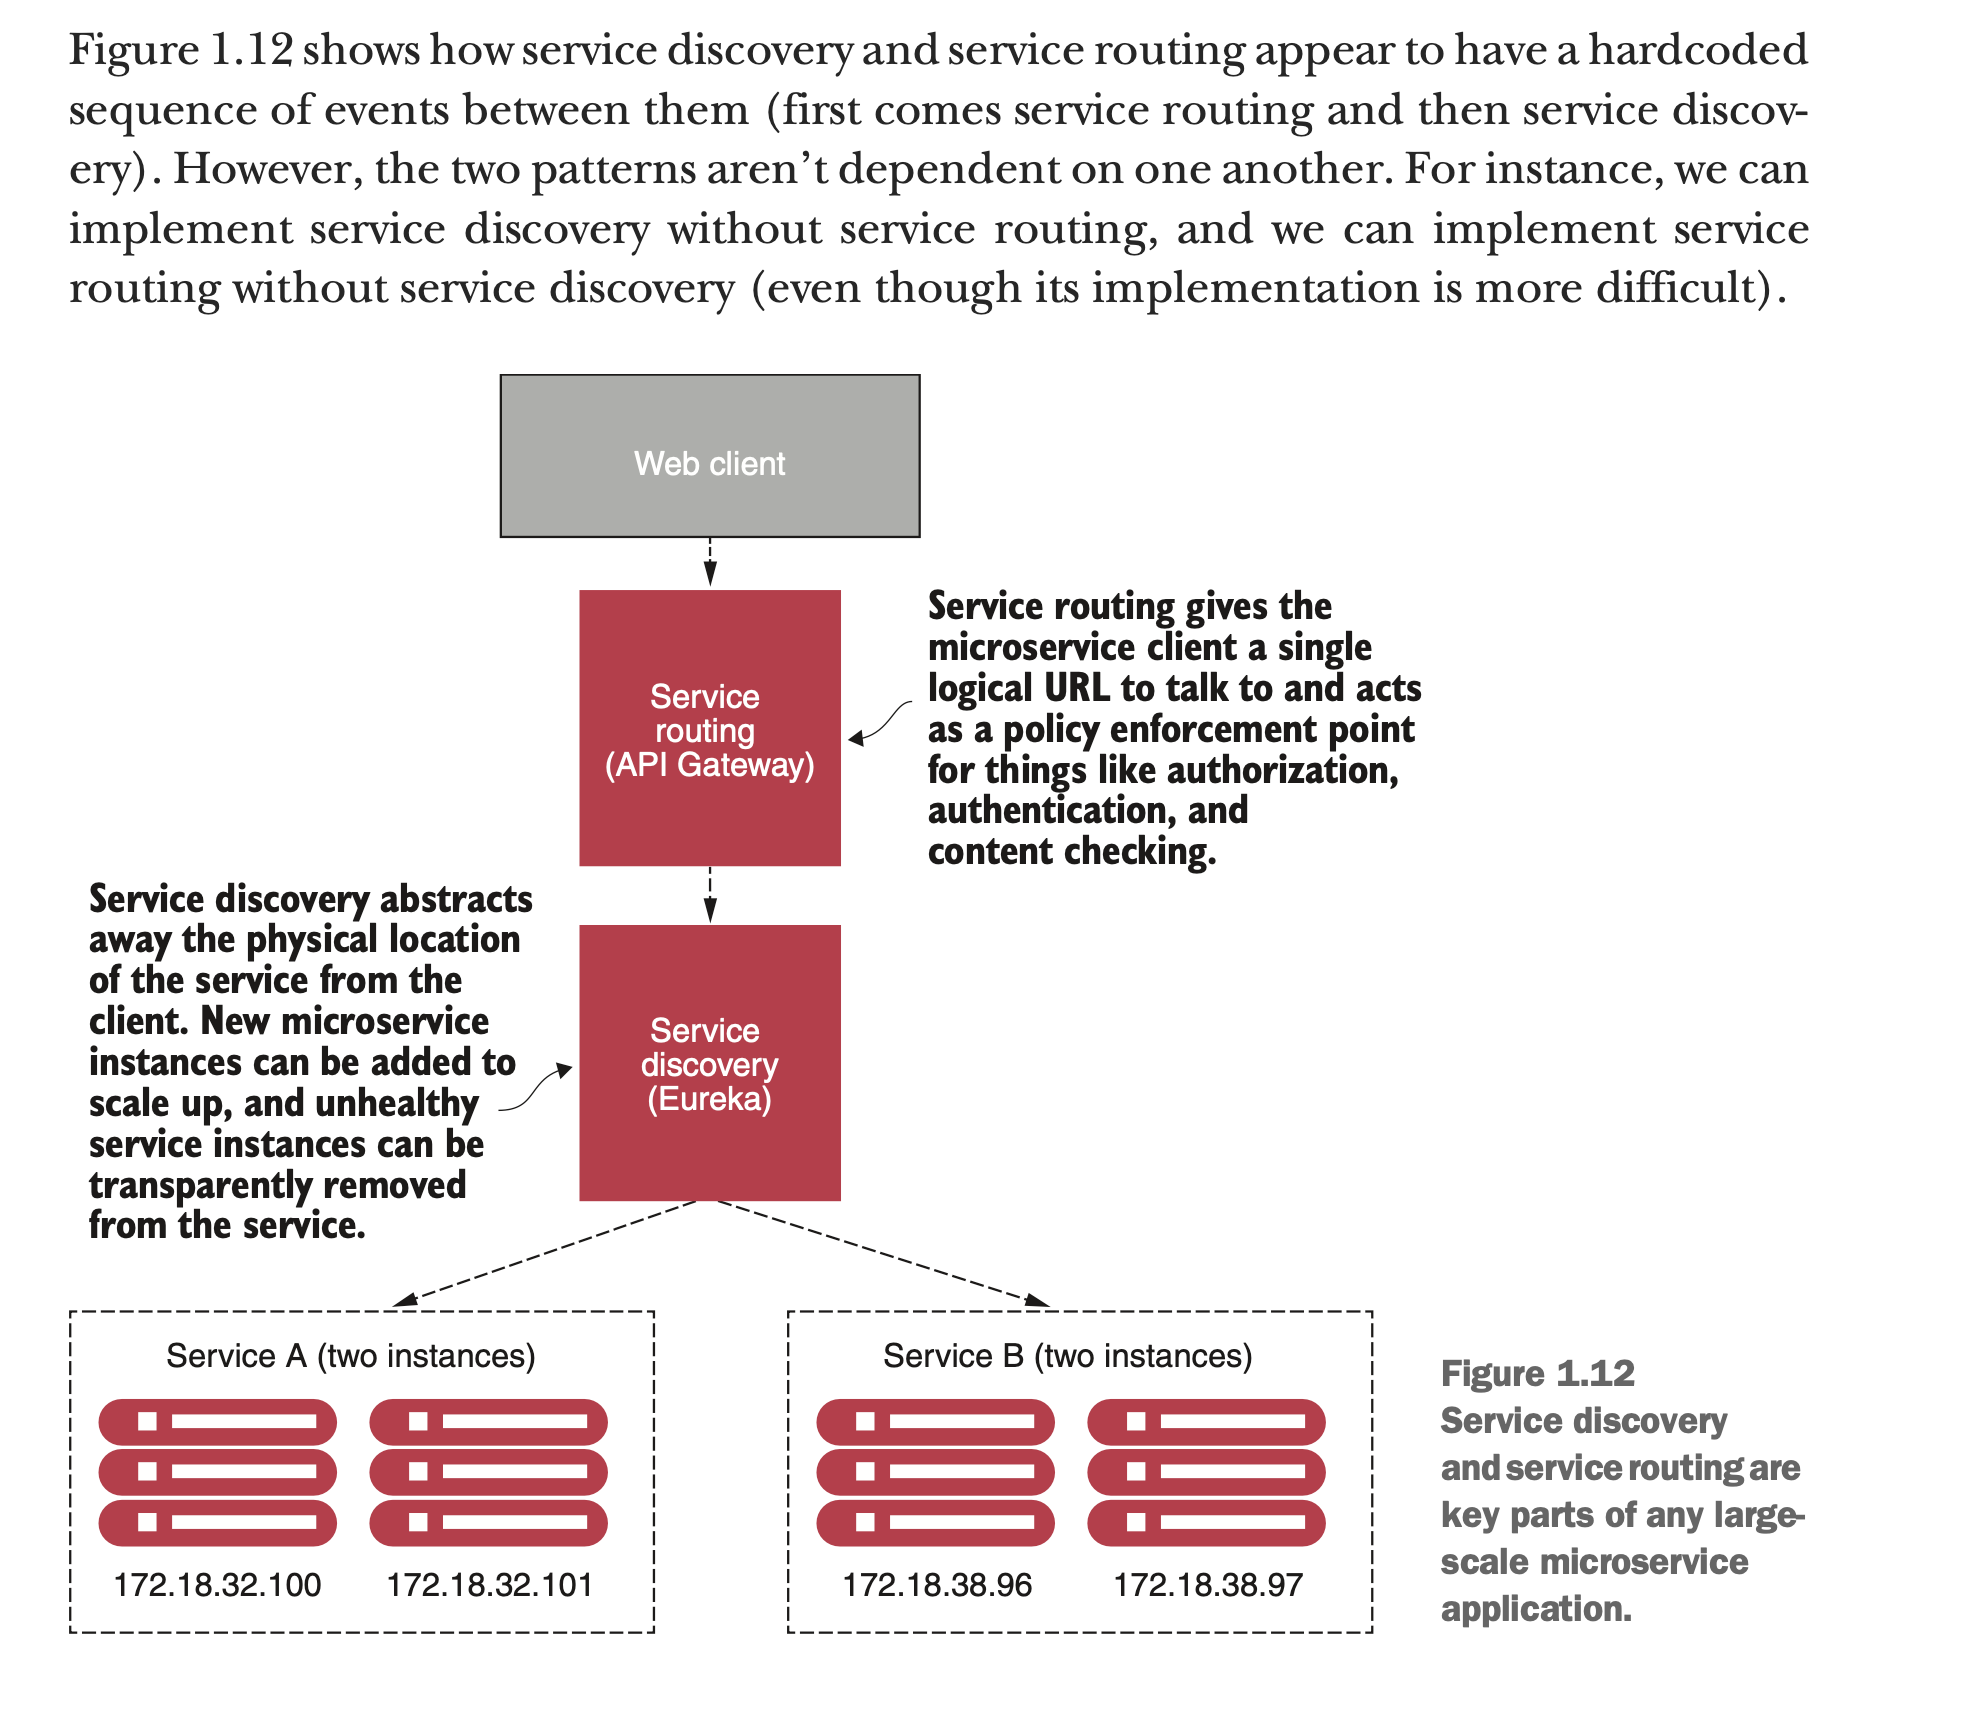 Figure 1.12 shows how service discovery and service routing appear to have a hardcoded
sequence of events between them (first comes service routing and then service discov-
ery). However, the two patterns aren’t dependent on one another. For instance, we can
implement service discovery without service routing, and we can implement service
routing without service discovery (even though its implementation is more difficult).
Web client
Service
routing
(API Gateway)
Service routing gives the
microservice client a single
logical URL to talk to and acts
as a policy enforcement point
for things like authorization,
authentication, and
content checking.
Service discovery abstracts
away the physical location
of the service from the
client. New microservice
instances can be added to
scale up, and unhealthy
service instances can be
transparently removed
from the service.
Service
discovery
(Eureka)
Service A (two instances)
172.18.32.100
172.18.32.101
Service B (two instances)
172.18.38.96
172.18.38.97
Figure 1.12
Service discovery
and service routing are
key parts of any large-
scale microservice
application.